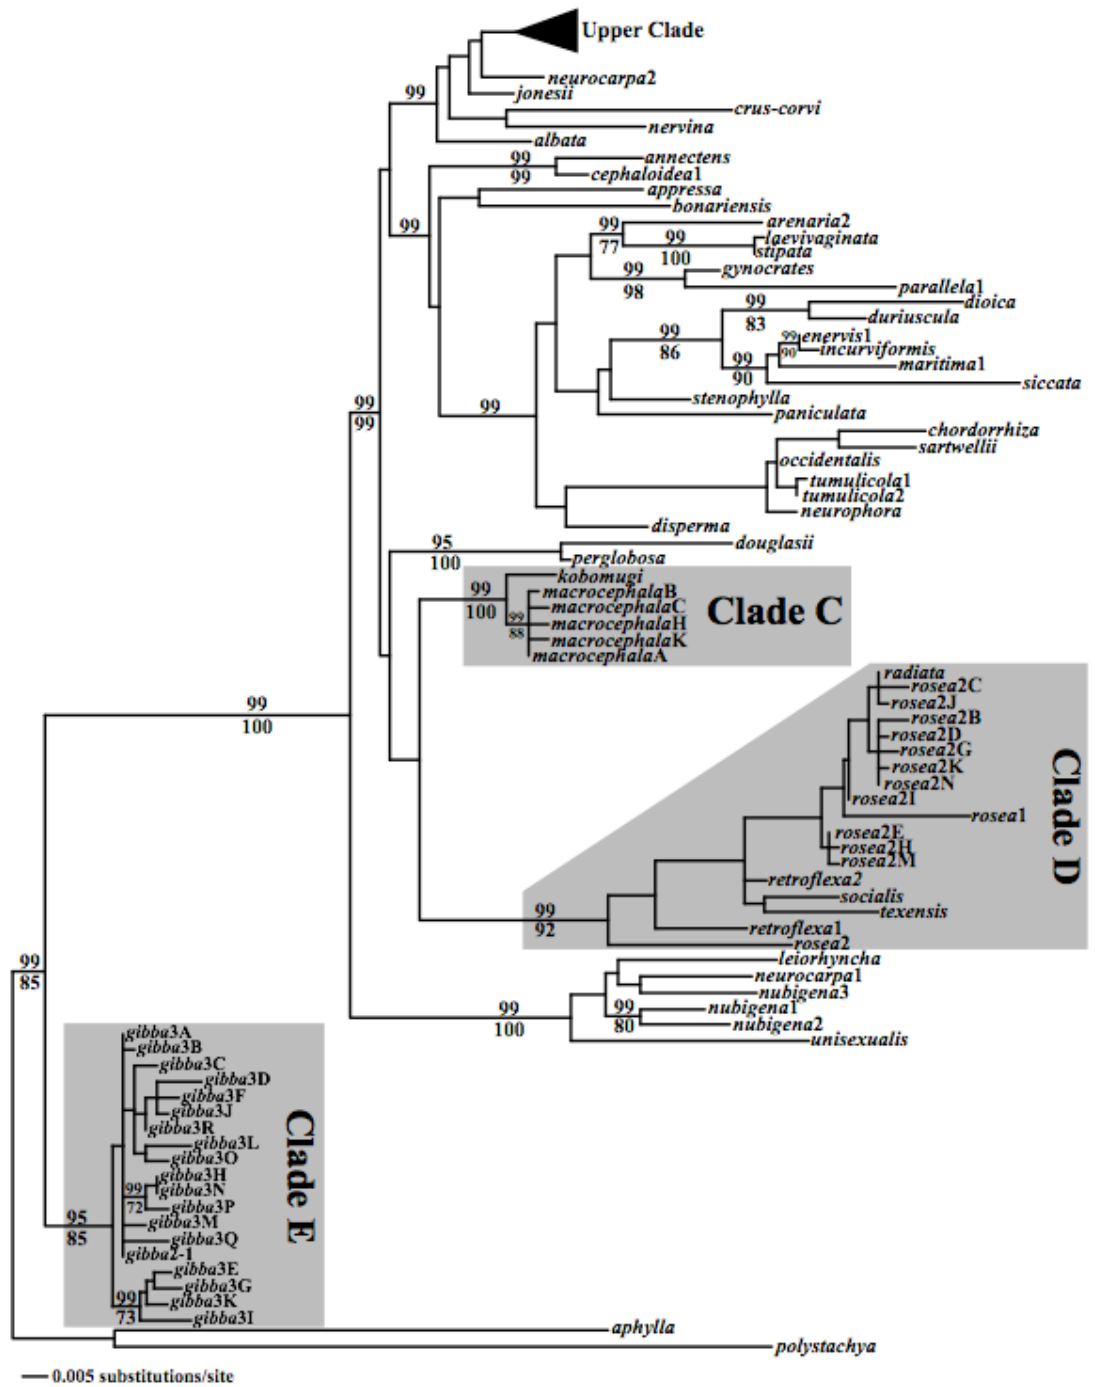 Upper Clade
neurocarpa2
jonesii
99
crus-corvi
nervina
albata
99
annectens
99
cephaloidea1
appressa
bonariensis
99
99
arenaria2
77
99
laevivaginata
100
stipata
99
gynocrates
98
parallela1
99
dioica
83
duriuscula
99
86
99
enervis1
90
incurviformis
99
maritima1
90
siccata
stenophylla
99
paniculata
99
99
chordorrhiza
sartwellii
occidentalis
tumulicola1
tumulicola2
neurophora
disperma
95
douglasii
100
perglobosa
99
kobomugi
100
macrocephalaB
macrocephalaC
99
macrocephalaH
88
macrocephalaK
macrocephalaA
Clade C
radiata
rosea2C
rosea2J
rosea2B
rosea2D
rosea2G
rosea2K
rosea2N
rosea2I
rosea1
rosea2E
rosea2H
rosea2M
retroflexa2
socialis
texensis
retroflexa1
rosea2
99
92
Clade D
99
100
leiorhyncha
neurocarpa1
nubigena3
99
nubigena1
80
nubigena2
unisexualis
99
100
99
85
gibba3A
gibba3B
gibba3C
gibba3D
gibba3F
gibba3J
gibba3R
gibba3L
gibba3O
gibba3H
99
gibba3N
72
gibba3P
gibba3M
gibba3Q
gibba2-1
gibba3E
gibba3G
99
gibba3K
73
gibba3I
95
85
Clade E
aphylla
polystachya
0.005 substitutions/site